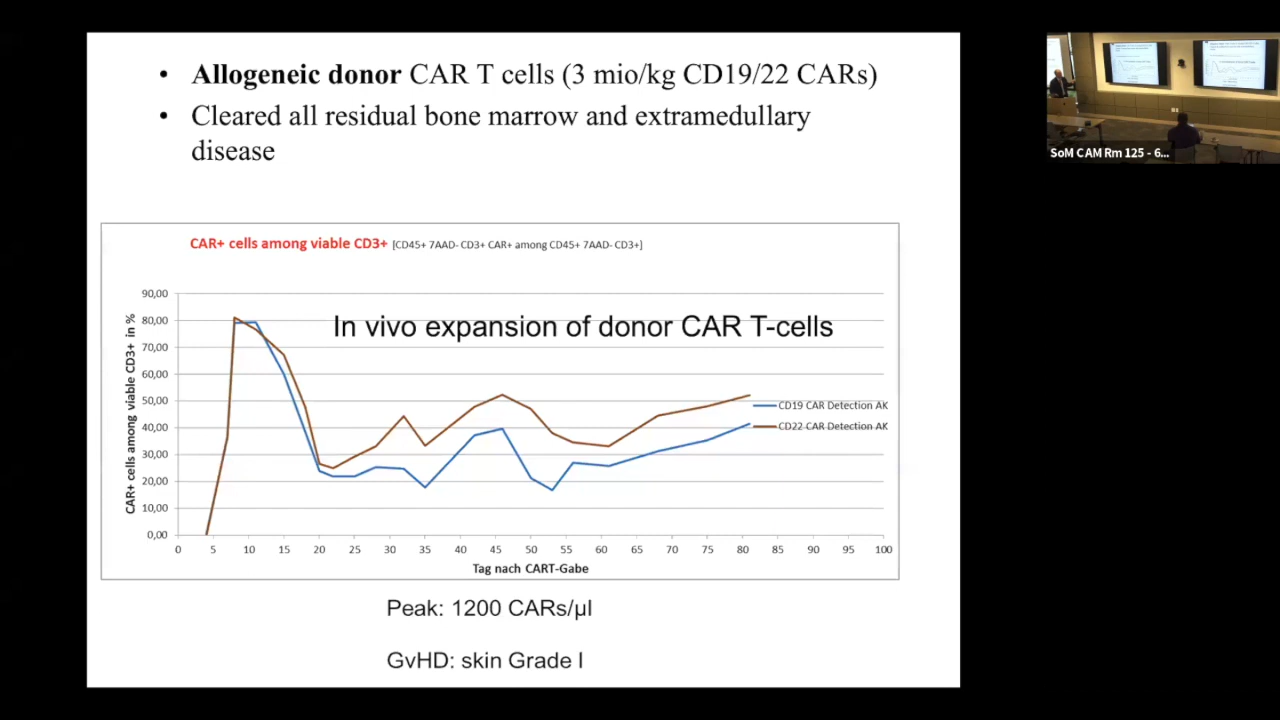 • Allogeneic donor CAR T cells (3 mio/kg CD19/22 CARs)
• Cleared all residual bone marrow and extramedullary
disease
SoM CAM Rm 125 - 6...
CAR+ cells among viable CD3+ [CD45+ 7AAD- CD3+ CAR+ among CD45+ 7AAD- CD3+]
In vivo expansion of donor CAR T-cells
CAR+ cells among viable CD3+ in %
90,00
80,00
70,00
60,00
50,00
40,00
30,00
20,00
10,00
0,00
CD19 CAR Detection AK
CD22 CAR Detection AK
0 5 10 15 20 25 30 35 40 45 50 55 60 65 70 75 80 85 90 95 100
Tag nach CART-Gabe
Peak: 1200 CARs/µl
GvHD: skin Grade I